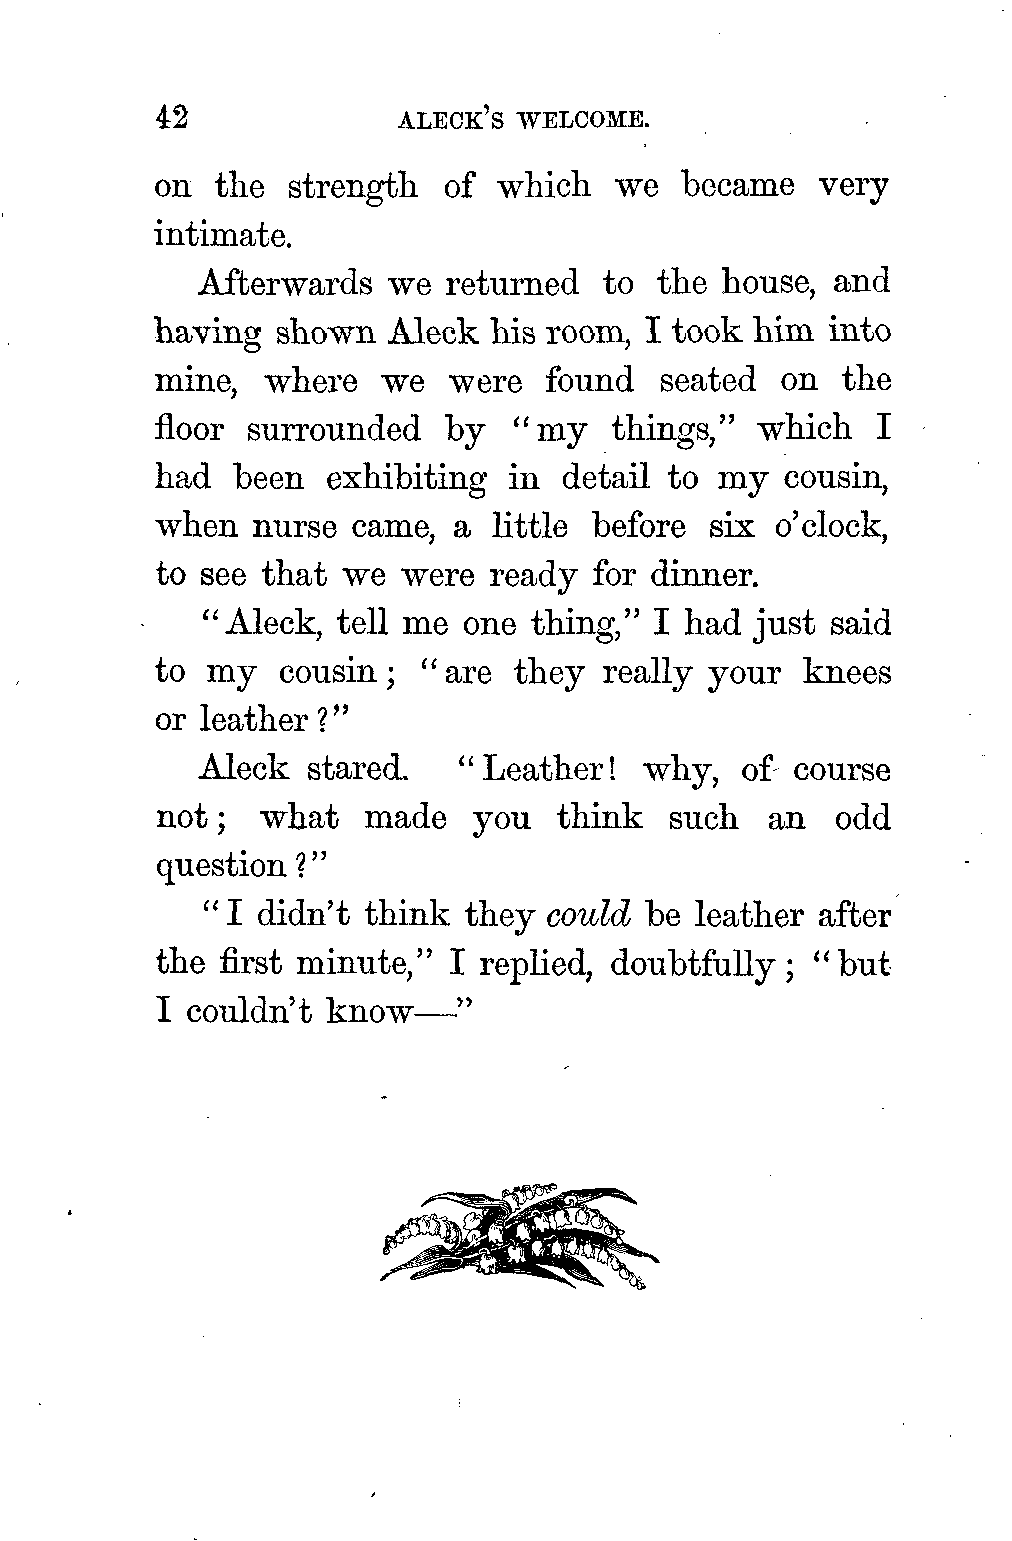 42 ALECK'S WELCOME.
on the strength of which we became very
intimate.
Afterwards we returned to the house, and
having shown Aleck his room, I took him into
mine, where we were found seated on the
floor surrounded by “my things,” which I
had been exhibiting in detail to my cousin,
when nurse came, a little before six o’clock,
to see that we were ready for dinner.
“Aleck, tell me one thing,” I had just said
to my cousin; “are they really your knees
or leather?”
Aleck stared. “Leather! why, of course
not; what made you think such an odd
question?”
“I didn’t think they could be leather after
the first minute,” I replied, doubtfully; “but
I couldn’t know—”